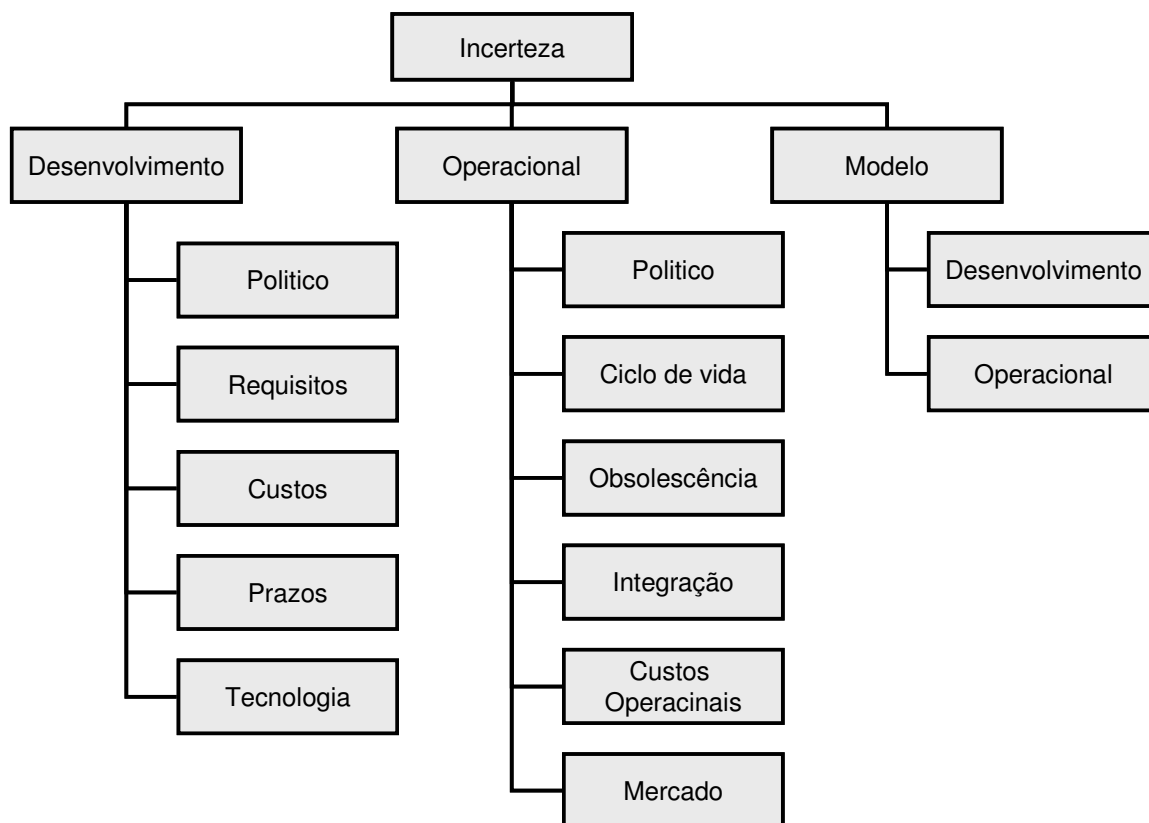 Incerteza
Desenvolvimento
Operacional
Modelo
Politico
Requisitos
Custos
Prazos
Tecnologia
Politico
Ciclo de vida
Obsolescência
Integração
Custos
Operacinais
Mercado
Desenvolvimento
Operacional